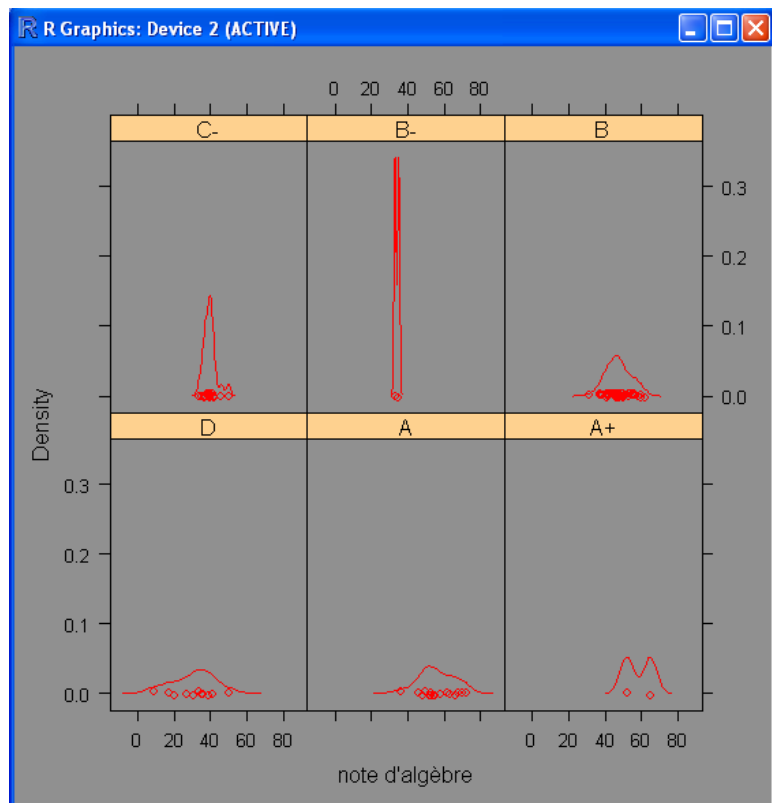 R Graphics: Device 2 (ACTIVE)
0 20 40 60 80
C- B- B
0.3
0.2
0.1
0.0
Density
D A A+
0.3
0.2
0.1
0.0
0 20 40 60 80 0 20 40 60 80
note d'algèbre